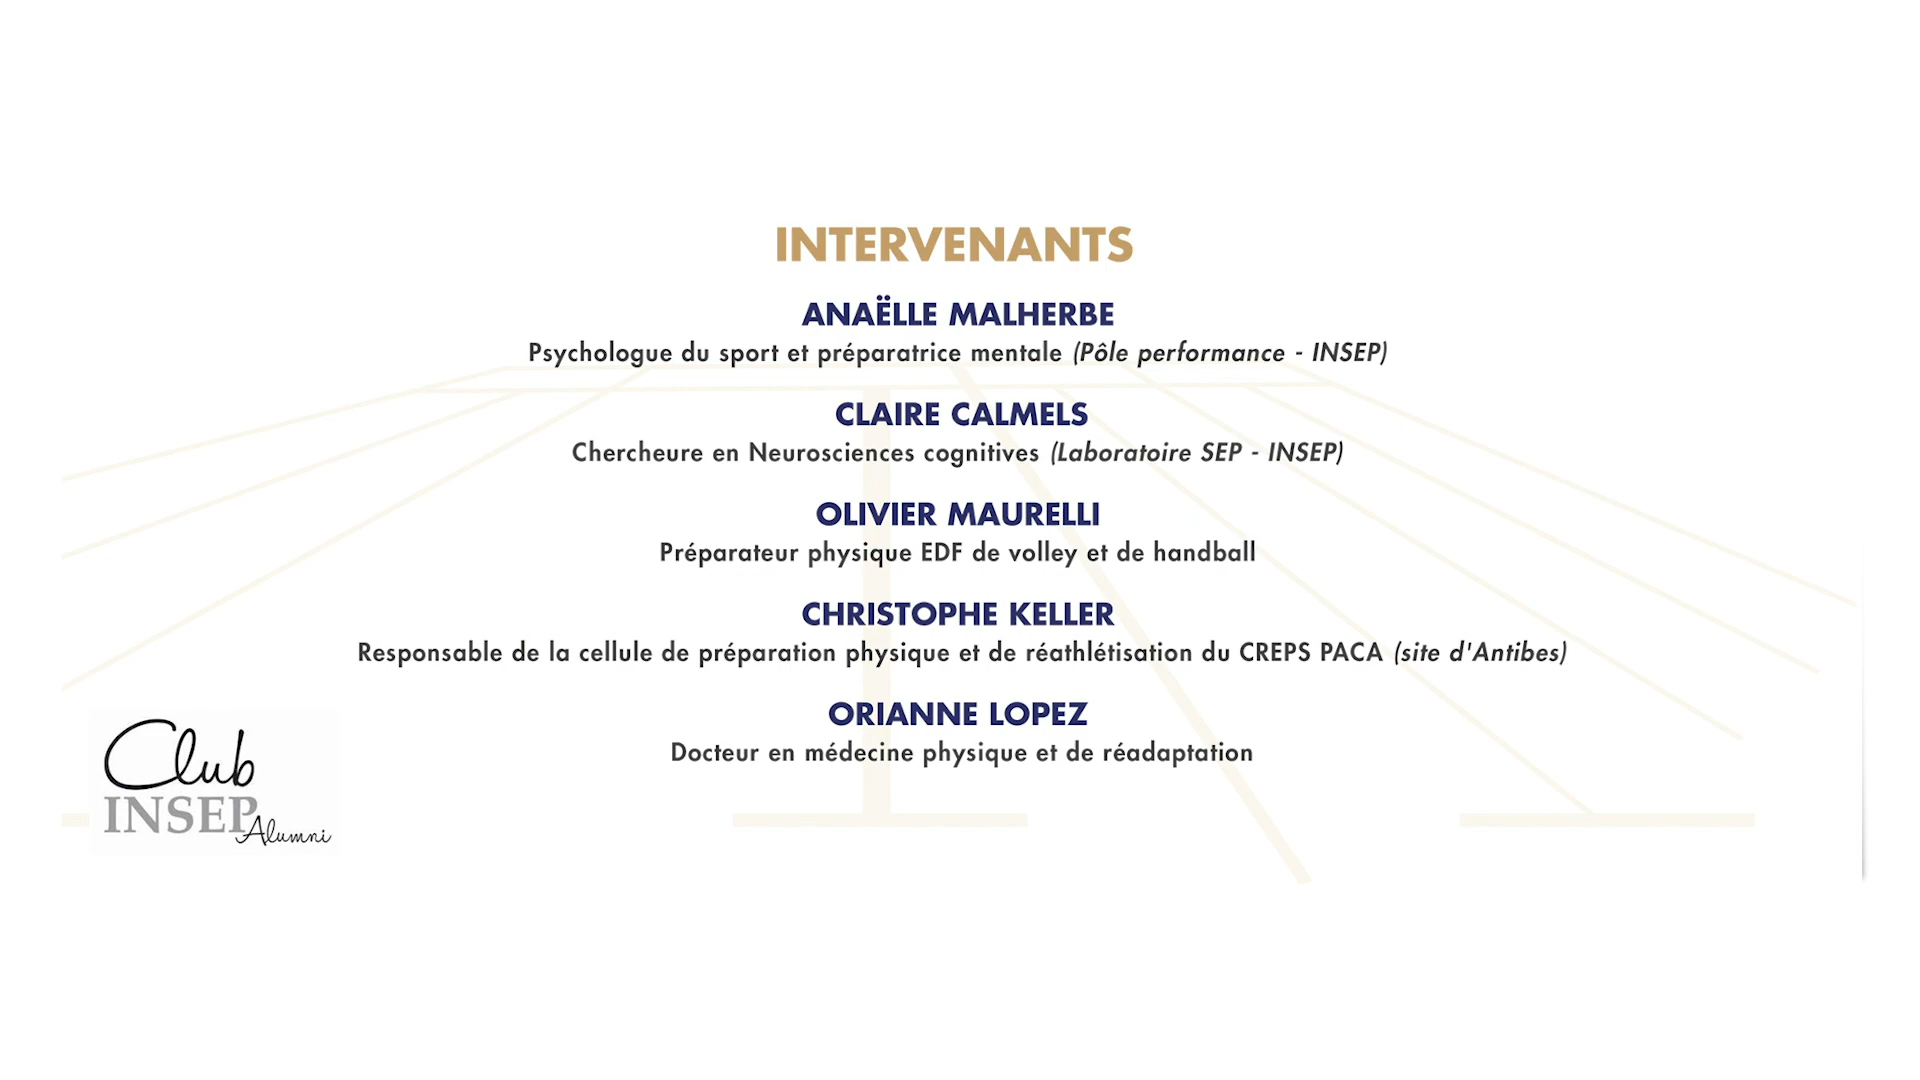 INTERVENANTS
ANAËLLE MALHERBE
Psychologue du sport et préparatrice mentale (Pôle performance - INSEP)
CLAIRE CALMELS
Chercheure en Neurosciences cognitives (Laboratoire SEP - INSEP)
OLIVIER MAURELLI
Préparateur physique EDF de volley et de handball
CHRISTOPHE KELLER
Responsable de la cellule de préparation physique et de réathlétisation du CREPS PACA (site d'Antibes)
ORIANNE LOPEZ
Docteur en médecine physique et de réadaptation
Club
INSEP
Alumni